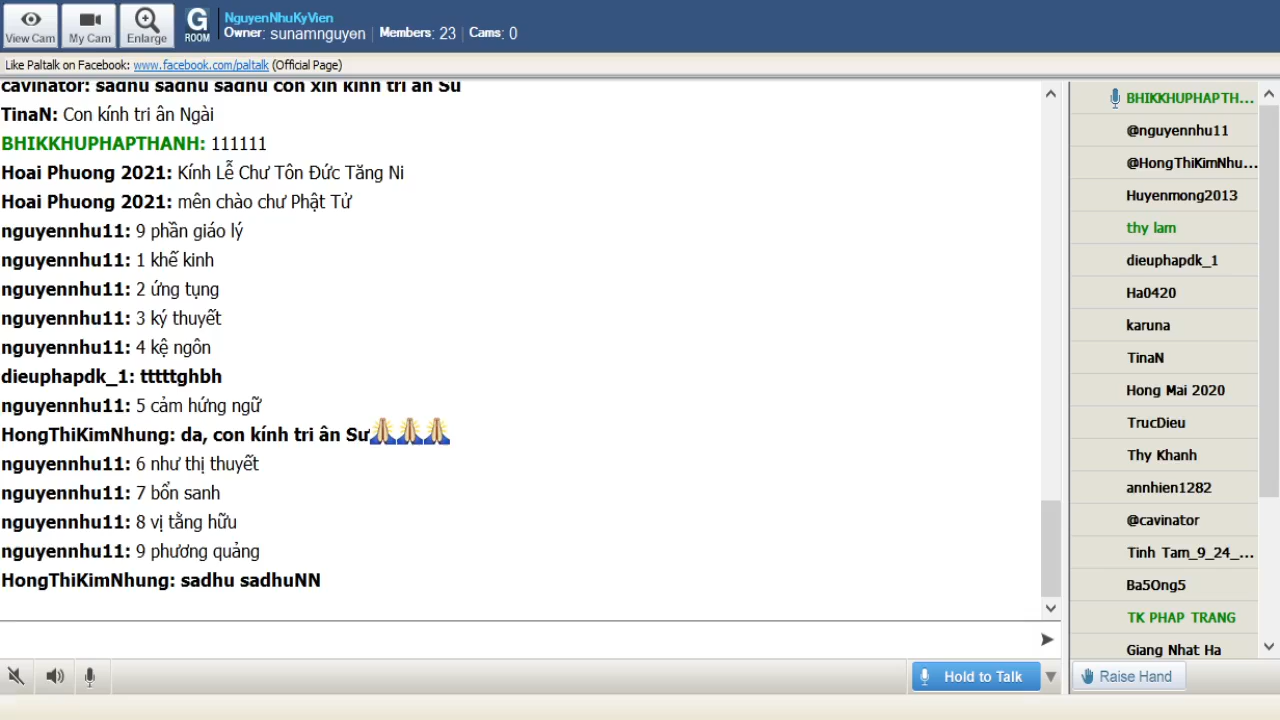 View Cam
My Cam
Enlarge
G
ROOM
NguyenNhuKyVien
Owner: sunamnguyen | Members: 23 | Cams: 0
Like Paltalk on Facebook: www.facebook.com/paltalk (Official Page)
cavinator: sadhu sadhu sadhu con xin kính tri ân Sư
TinaN: Con kính tri ân Ngài
BHIKKHUPHAPTHANH: 111111
Hoai Phuong 2021: Kính Lễ Chư Tôn Đức Tăng Ni
Hoai Phuong 2021: mên chào chư Phật Tử
nguyennhu11: 9 phần giáo lý
nguyennhu11: 1 khế kinh
nguyennhu11: 2 ứng tụng
nguyennhu11: 3 ký thuyết
nguyennhu11: 4 kệ ngôn
dieuphapdk_1: tttttghbh
nguyennhu11: 5 cảm hứng ngữ
HongThiKimNhung: da, con kính tri ân Sư🙏🙏🙏
nguyennhu11: 6 như thị thuyết
nguyennhu11: 7 bổn sanh
nguyennhu11: 8 vị tằng hữu
nguyennhu11: 9 phương quảng
HongThiKimNhung: sadhu sadhuNN
BHIKKHUPHAPTH...
@nguyennhu11
@HongThiKimNhu...
Huyenmong2013
thy lam
dieuphapdk_1
Ha0420
karuna
TinaN
Hong Mai 2020
TrucDieu
Thy Khanh
annhien1282
@cavinator
Tinh Tam_9_24_...
Ba5Ong5
TK PHAP TRANG
Giang Nhat Ha
Hold to Talk
Raise Hand